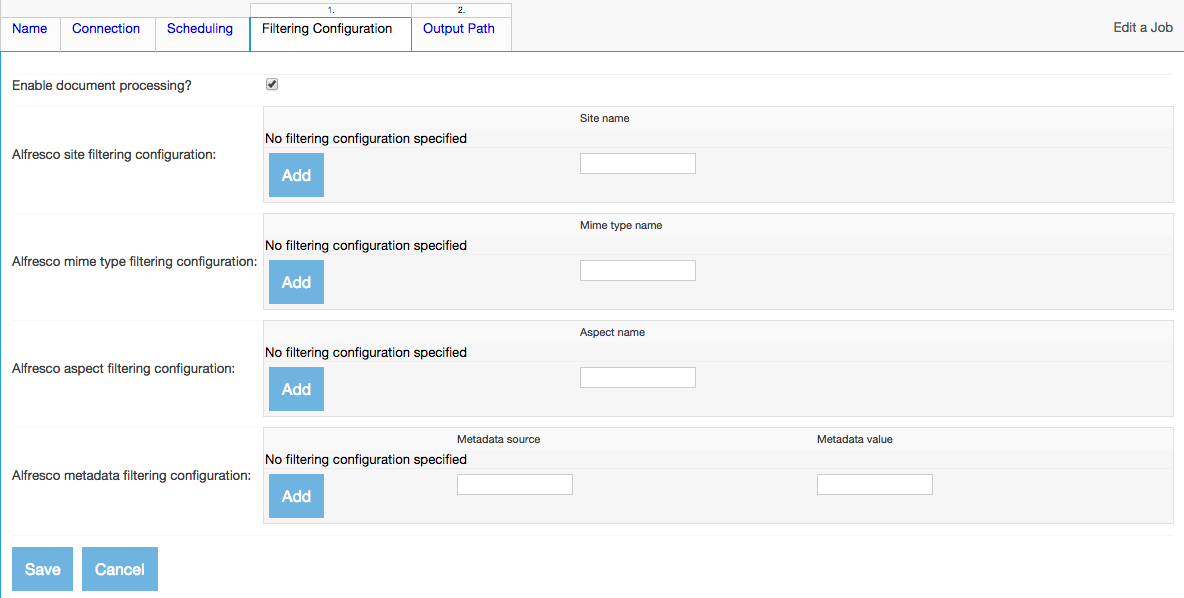 1. 2.
Name Connection Scheduling Filtering Configuration Output Path Edit a Job
Enable document processing?
Site name
No filtering configuration specified
Alfresco site filtering configuration:
Add
Mime type name
No filtering configuration specified
Alfresco mime type filtering configuration:
Add
Aspect name
No filtering configuration specified
Alfresco aspect filtering configuration:
Add
Metadata source Metadata value
No filtering configuration specified
Alfresco metadata filtering configuration:
Add
Save Cancel